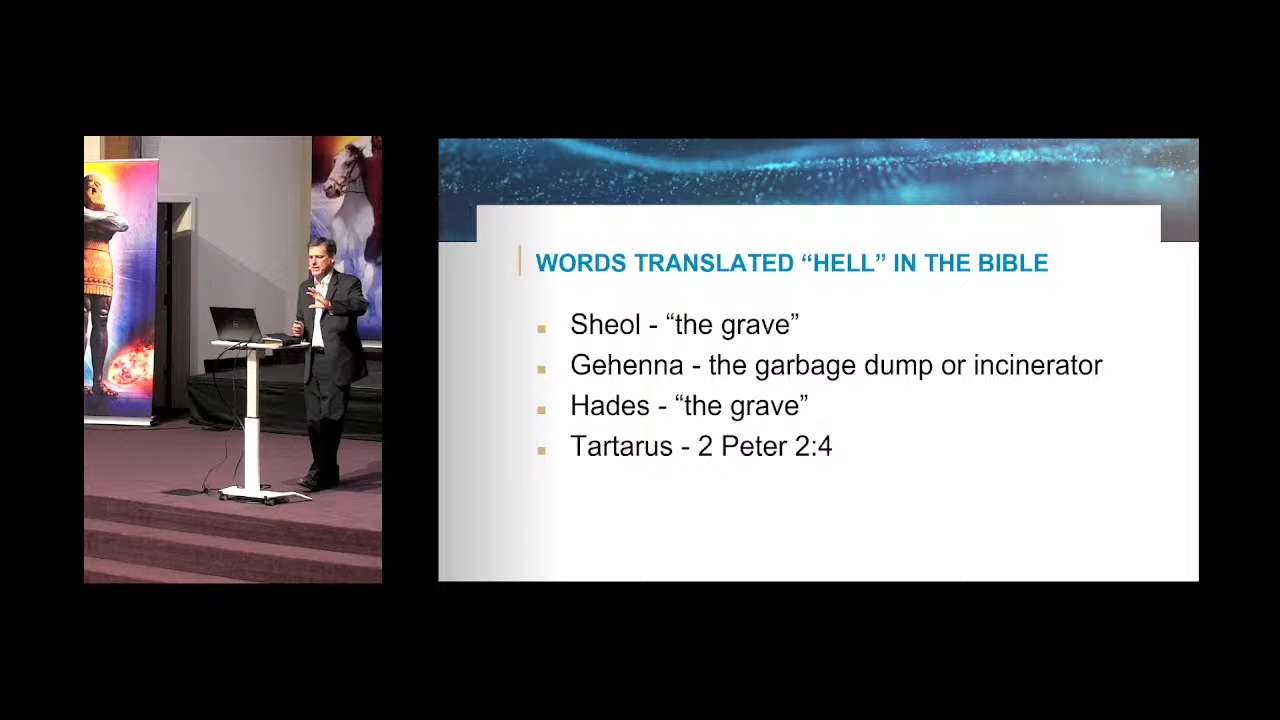 WORDS TRANSLATED “HELL” IN THE BIBLE
Sheol - “the grave”
Gehenna - the garbage dump or incinerator
Hades - “the grave”
Tartarus - 2 Peter 2:4